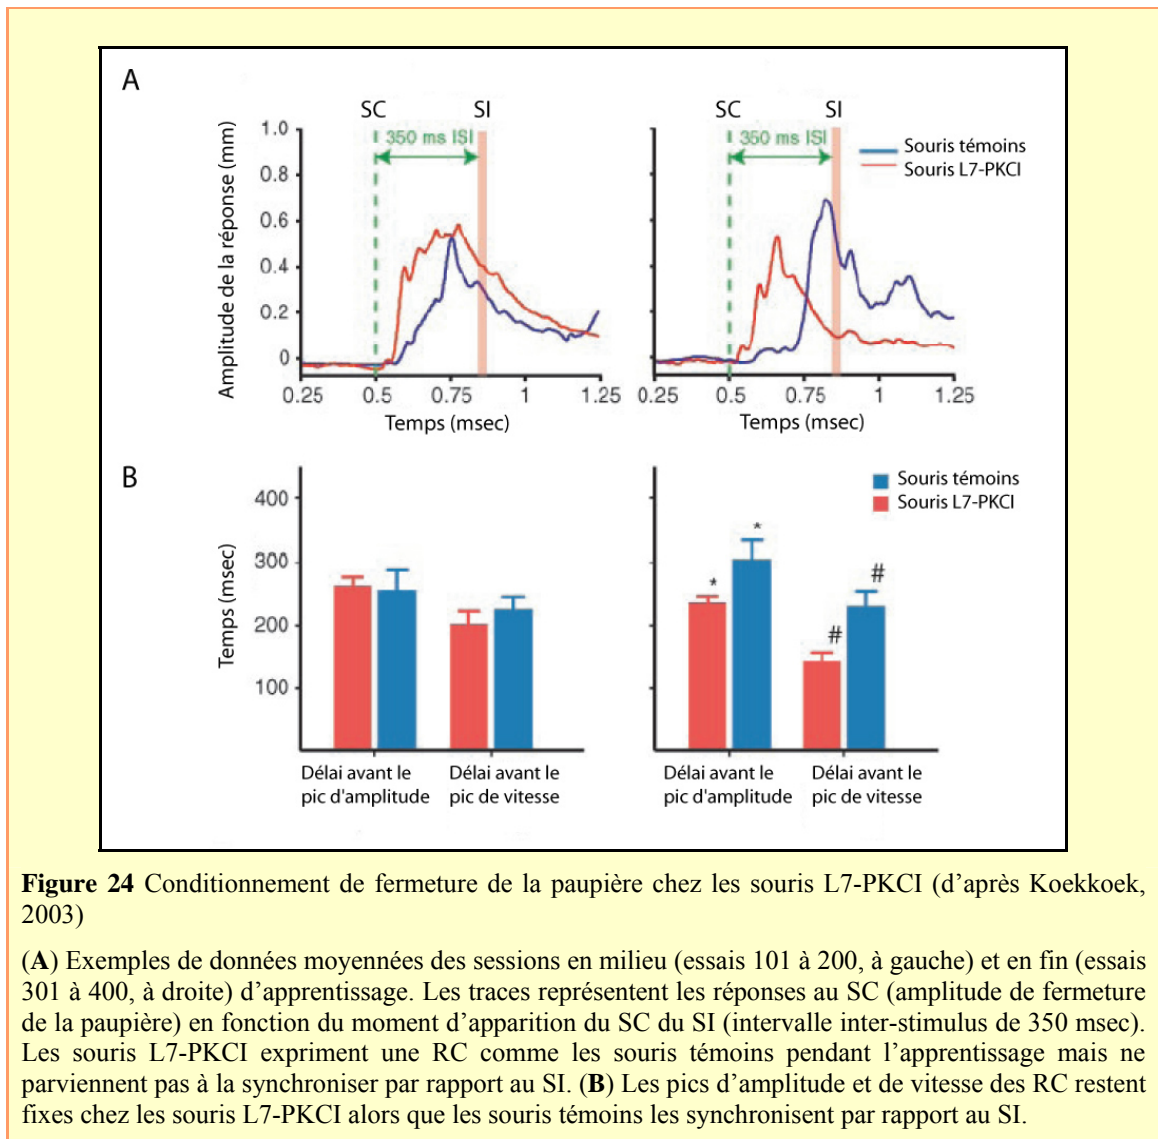 A
SC
SI
SC
SI
350 ms ISI
350 ms ISI
Souris témoins
Souris L7-PKCI
Amplitude de la réponse (mm)
1.0
0.8
0.6
0.4
0.2
0
0.25
0.5
0.75
1
1.25
0.25
0.5
0.75
1
1.25
Temps (msec)
Temps (msec)
B
Souris témoins
Souris L7-PKCI
Temps (msec)
400
300
200
100
*
*
#
#
Délai avant le
pic d'amplitude
Délai avant le
pic de vitesse
Délai avant le
pic d'amplitude
Délai avant le
pic de vitesse
Figure 24 Conditionnement de fermeture de la paupière chez les souris L7-PKCI (d’après Koekkoek,
2003)
(A) Exemples de données moyennées des sessions en milieu (essais 101 à 200, à gauche) et en fin (essais
301 à 400, à droite) d’apprentissage. Les traces représentent les réponses au SC (amplitude de fermeture
de la paupière) en fonction du moment d’apparition du SC du SI (intervalle inter-stimulus de 350 msec).
Les souris L7-PKCI expriment une RC comme les souris témoins pendant l’apprentissage mais ne
parviennent pas à la synchroniser par rapport au SI. (B) Les pics d’amplitude et de vitesse des RC restent
fixes chez les souris L7-PKCI alors que les souris témoins les synchronisent par rapport au SI.